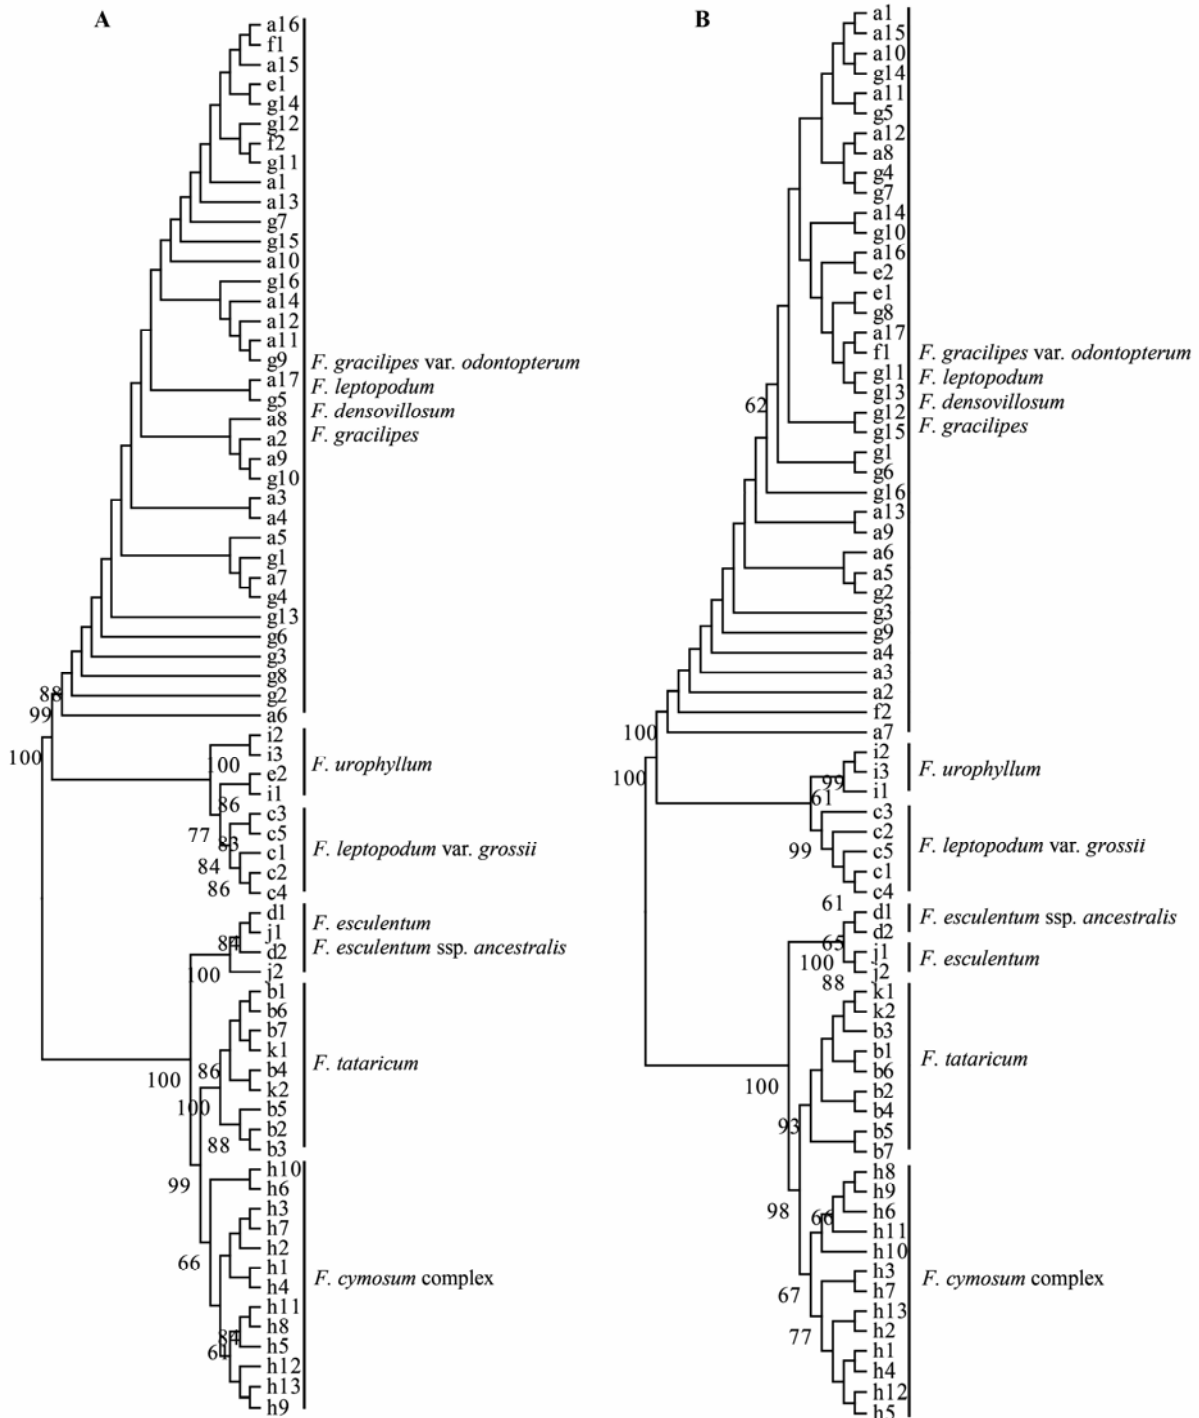 A
a16
f1
a15
e1
g14
g12
f2
g11
a1
a13
g7
g15
a10
g16
a14
a12
a11
g9
a17
g5
a8
a2
a9
g10
a3
a4
a5
g1
a7
g4
g13
g6
g3
g8
g2
a6
i2
i3
e2
i1
c3
c5
c1
c2
c4
d1
j1
d2
j2
b1
b6
b7
k1
b4
k2
b5
b2
b3
h10
h6
h3
h7
h2
h1
h4
h11
h8
h5
h12
h13
h9
F. gracilipes var. odontopterum
F. leptopodum
F. densovillosum
F. gracilipes
F. urophyllum
F. leptopodum var. grossii
F. esculentum
F. esculentum ssp. ancestralis
F. tataricum
F. cymosum complex
88
99
100
100
86
77
83
84
86
84
100
100
86
100
88
99
66
84
61
B
a1
a15
a10
g14
a11
g5
a12
a8
g4
g7
a14
g10
a16
e2
e1
g8
a17
f1
g11
g13
g12
g15
g1
g6
g16
a13
a9
a6
a5
g2
g3
g9
a4
a3
a2
f2
a7
i2
i3
i1
c3
c2
c5
c1
c4
d1
d2
j1
j2
k1
k2
b3
b1
b6
b2
b4
b5
b7
h8
h9
h6
h11
h10
h3
h7
h13
h2
h1
h4
h12
h5
F. gracilipes var. odontopterum
F. leptopodum
F. densovillosum
F. gracilipes
F. urophyllum
F. leptopodum var. grossii
F. esculentum ssp. ancestralis
F. esculentum
F. tataricum
F. cymosum complex
62
100
100
99
61
99
61
65
100
88
100
93
98
66
67
77